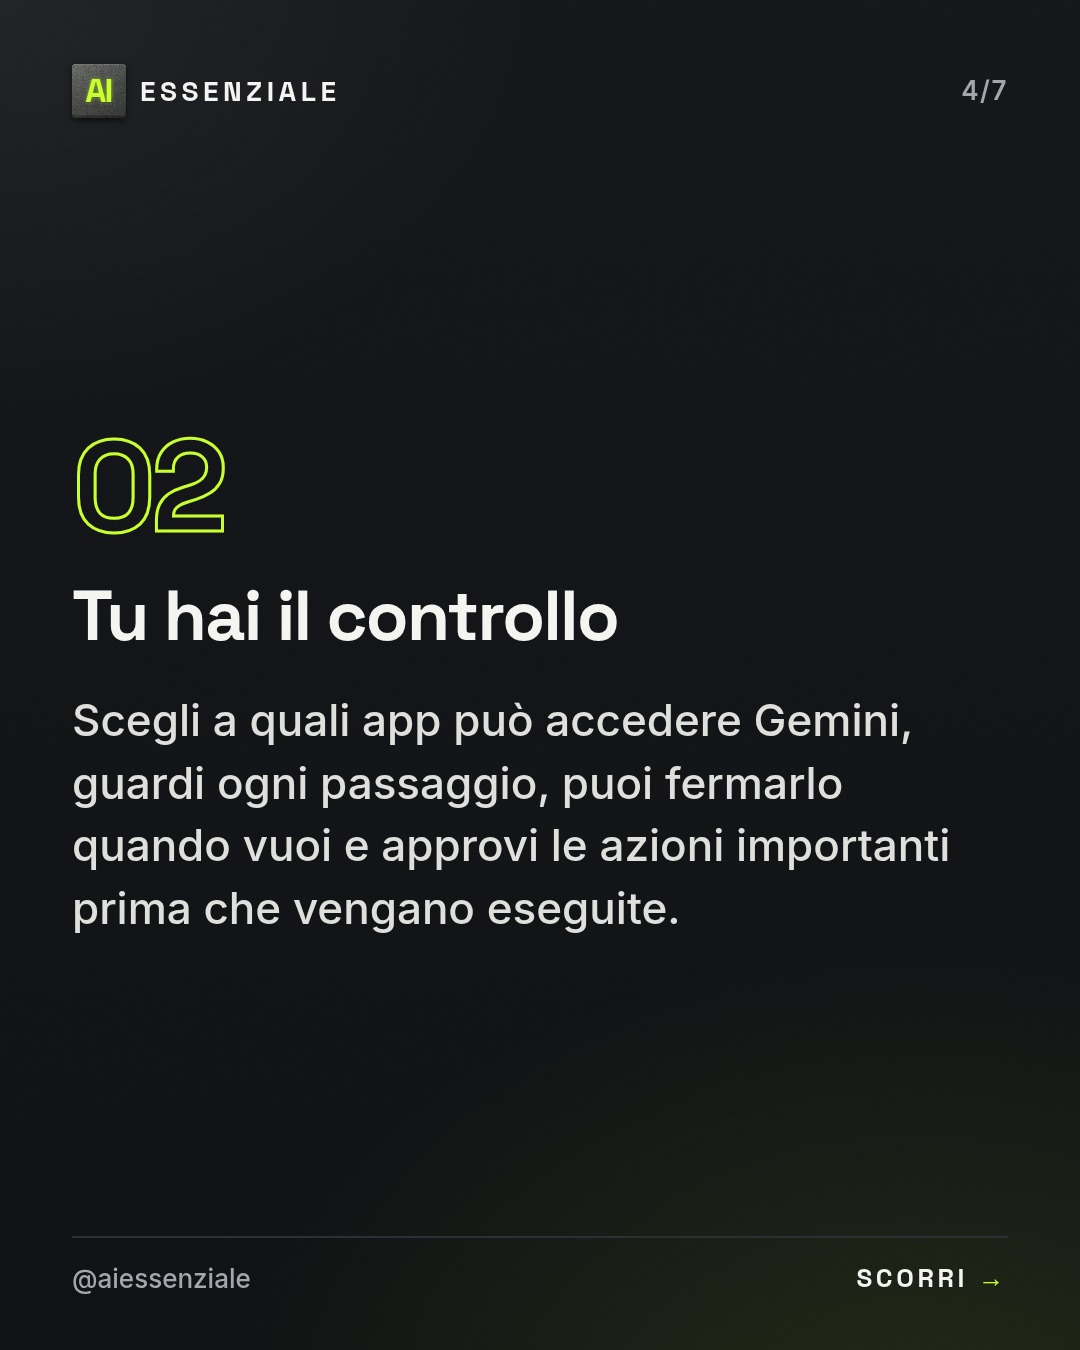 AI ESSENZIALE
4/7
02
Tu hai il controllo
Scegli a quali app può accedere Gemini,
guardi ogni passaggio, puoi fermarlo
quando vuoi e approvi le azioni importanti
prima che vengano eseguite.
@aiessenziale
SCORRI →